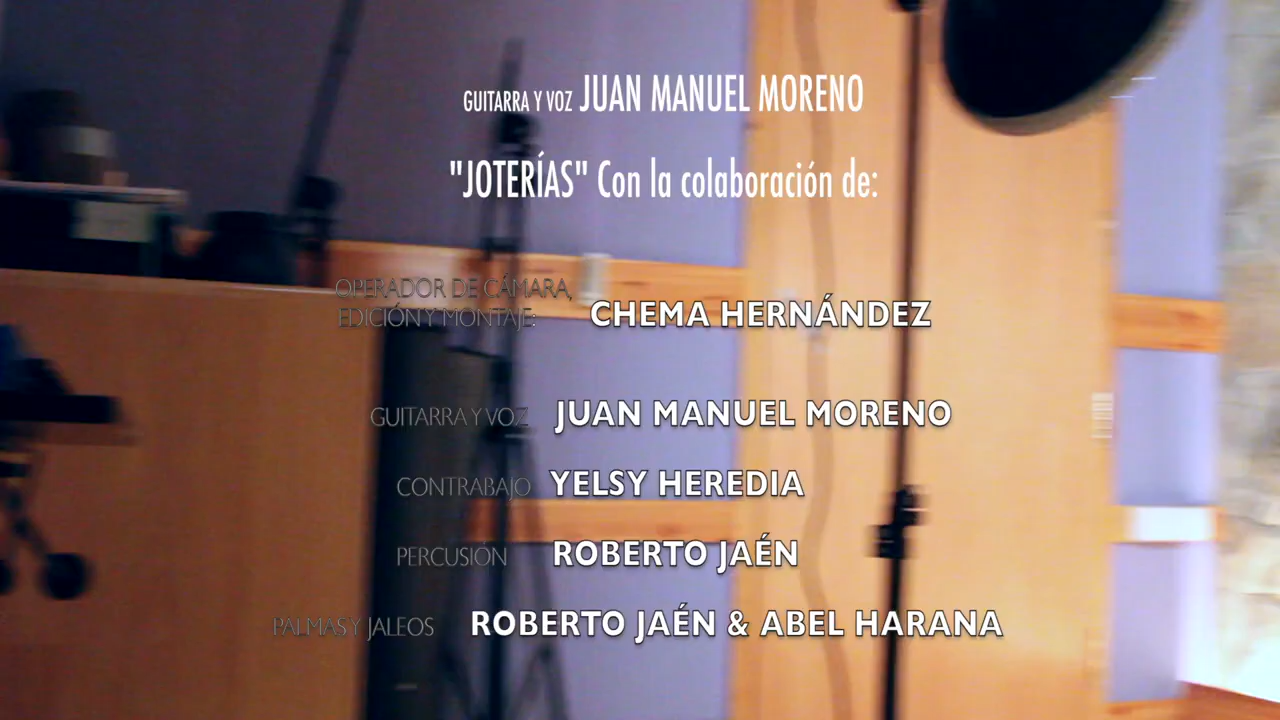 GUITARRA Y VOZ JUAN MANUEL MORENO
"JOTERÍAS" Con la colaboración de:
OPERADOR DE CÁMARA,
EDICIÓN Y MONTAJE: CHEMA HERNÁNDEZ
GUITARRA Y VOZ JUAN MANUEL MORENO
CONTRABAJO YELSY HEREDIA
PERCUSIÓN ROBERTO JAÉN
PALMAS Y JALEOS ROBERTO JAÉN & ABEL HARANA